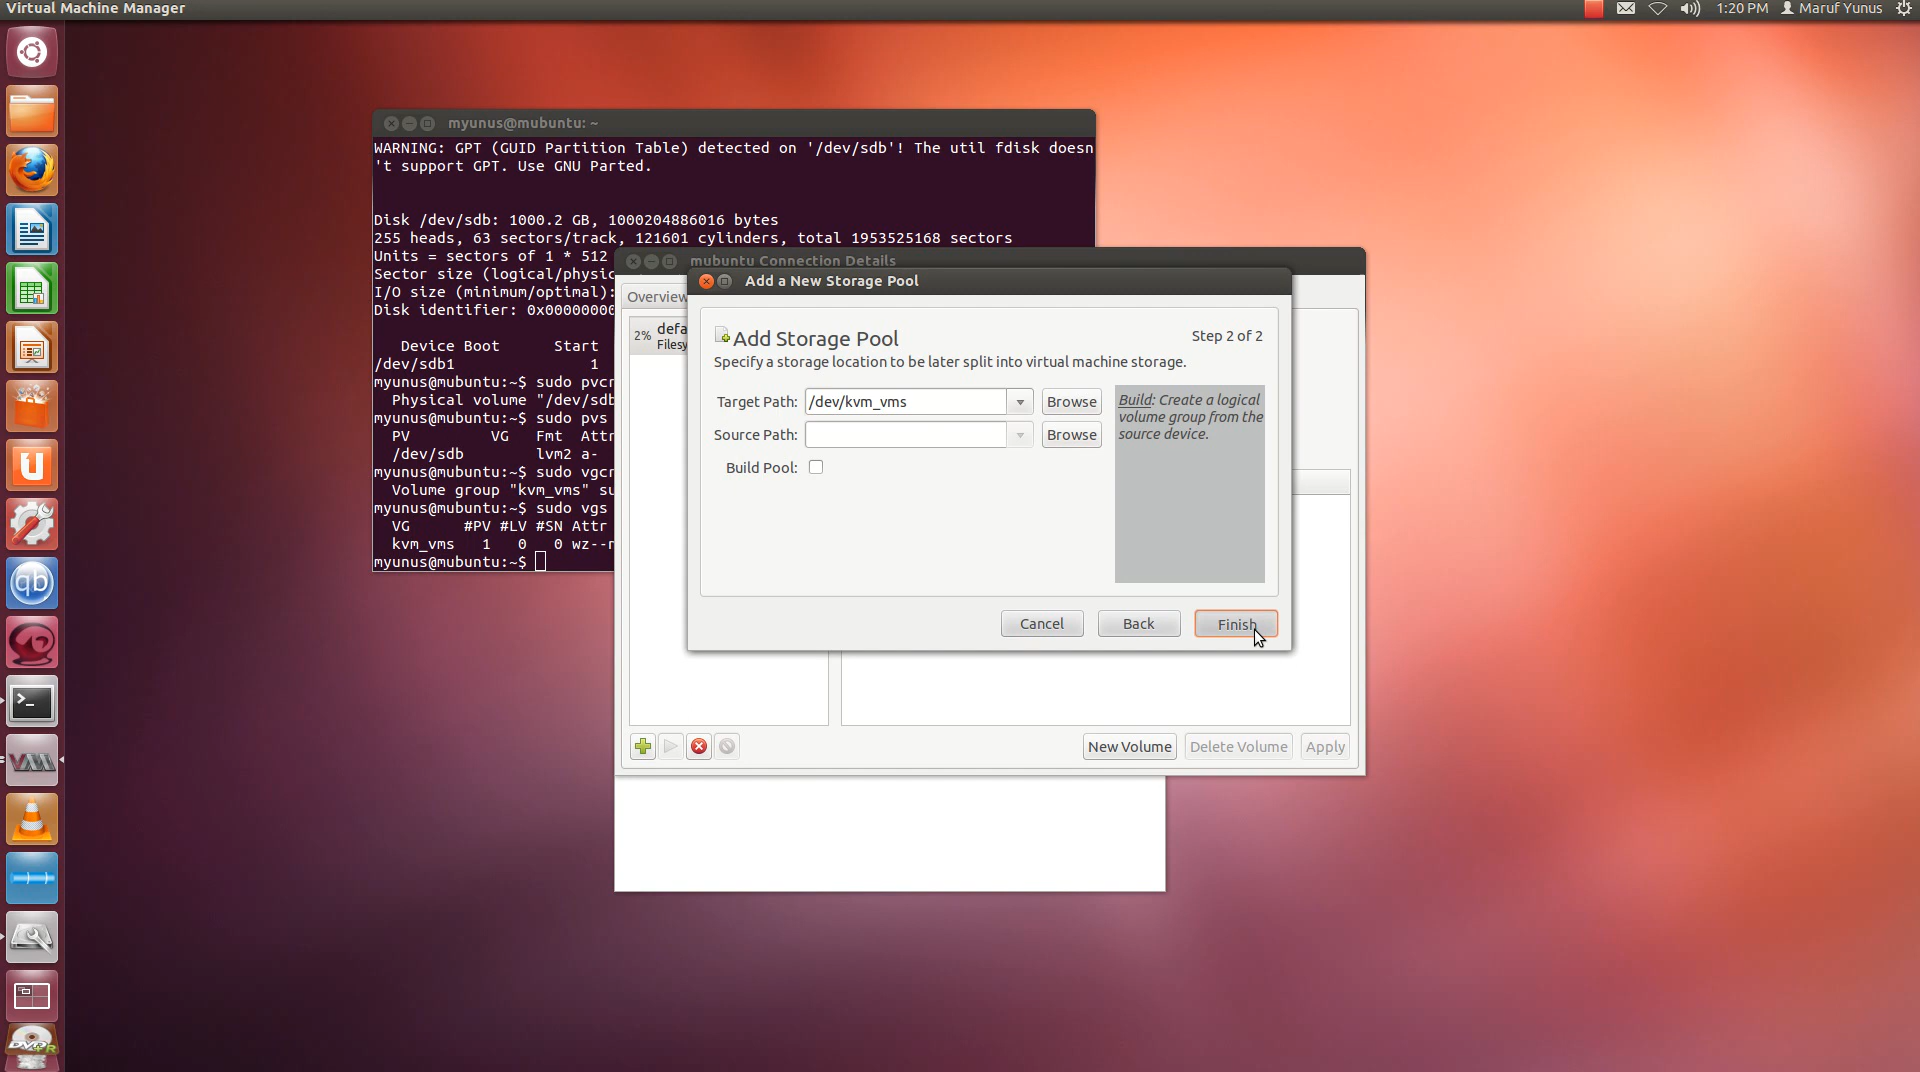 Virtual Machine Manager
1:20 PM Maruf Yunus
myunus@mubuntu: ~
WARNING: GPT (GUID Partition Table) detected on '/dev/sdb'! The util fdisk doesn
't support GPT. Use GNU Parted.
Disk /dev/sdb: 1000.2 GB, 1000204886016 bytes
255 heads, 63 sectors/track, 121601 cylinders, total 1953525168 sectors
Units = sectors of 1 * 512
Sector size (logical/physic
I/O size (minimum/optimal):
Disk identifier: 0x00000000
Device Boot Start
/dev/sdb1 1
myunus@mubuntu:~$ sudo pvcr
Physical volume "/dev/sdb
myunus@mubuntu:~$ sudo pvs
PV VG Fmt Attr
/dev/sdb lvm2 a-
myunus@mubuntu:~$ sudo vgcr
Volume group "kvm_vms" su
myunus@mubuntu:~$ sudo vgs
VG #PV #LV #SN Attr
kvm_vms 1 0 0 wz--n
myunus@mubuntu:~$
mubuntu Connection Details
Overview
2% defa
Filesy
Add a New Storage Pool
Add Storage Pool
Step 2 of 2
Specify a storage location to be later split into virtual machine storage.
Target Path: /dev/kvm_vms Browse
Source Path: Browse
Build Pool:
Build: Create a logical
volume group from the
source device.
Cancel Back Finish
New Volume Delete Volume Apply
qb